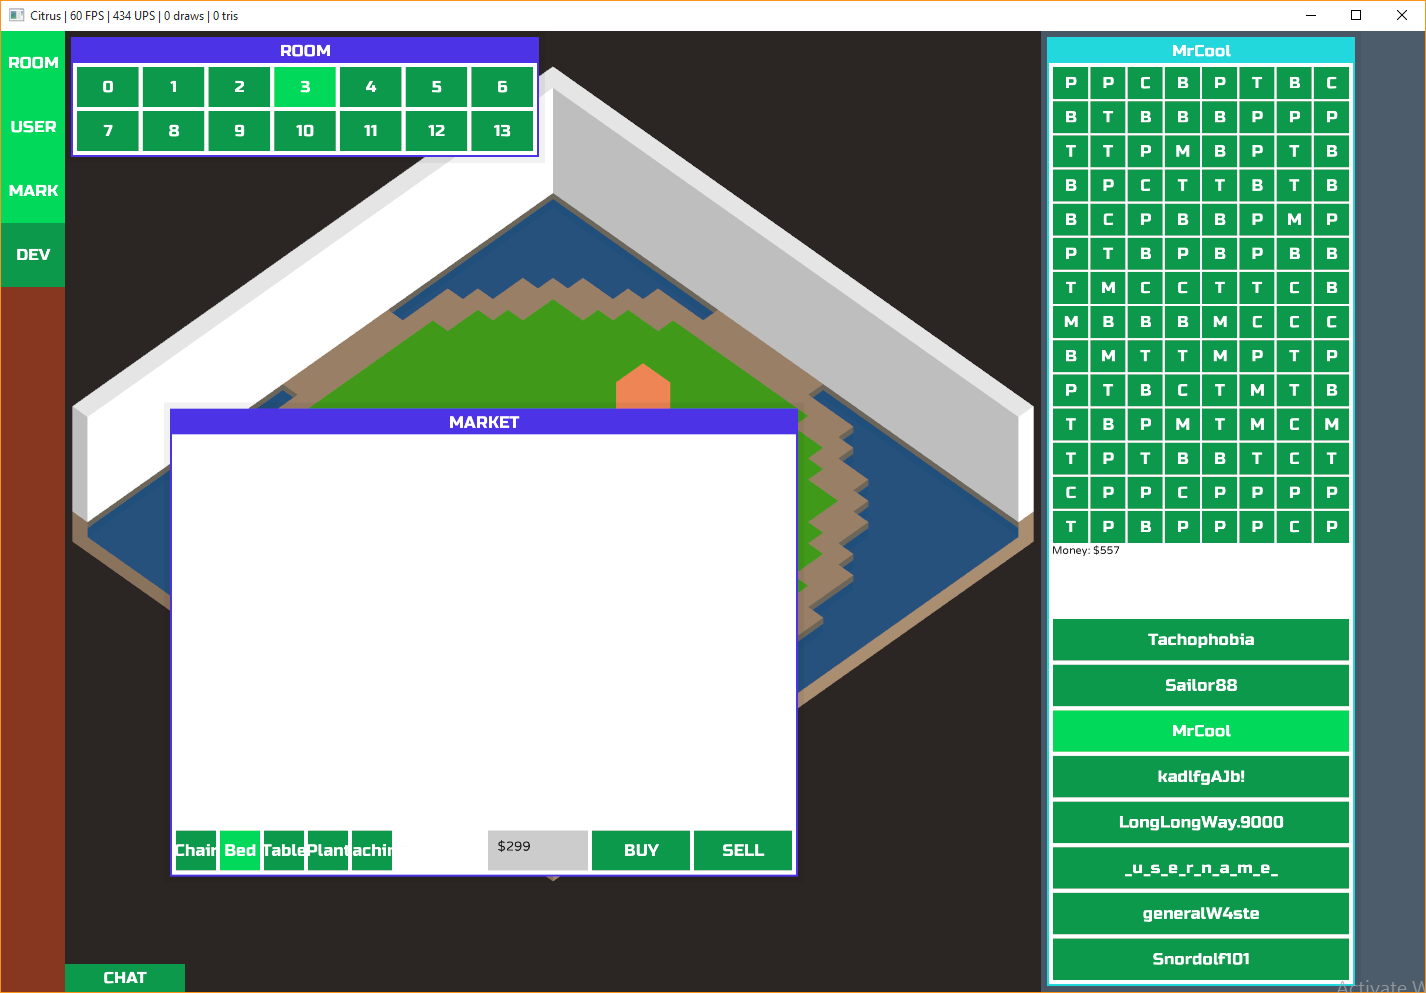 Citrus | 60 FPS | 434 UPS | 0 draws | 0 tris
ROOM
USER
MARK
DEV
ROOM
0 1 2 3 4 5 6
7 8 9 10 11 12 13
MARKET
Chair Bed Table Plant achin $299 BUY SELL
CHAT
MrCool
P P C B P T B C
B T B B B P P P
T T P M B P T B
B P C T T B T B
B C P B B P M P
P T B P B P B B
T M C C T T C B
M B B B M C C C
B M T T M P T P
P T B C T M T B
T B P M T M C M
T P T B B T C T
C P P C P P P P
T P B P P P C P
Money: $557
Tachophobia
Sailor88
MrCool
kadlfgAJb!
LongLongWay.9000
_u_s_e_r_n_a_m_e_
generalW4ste
Snordolf101
Activate W